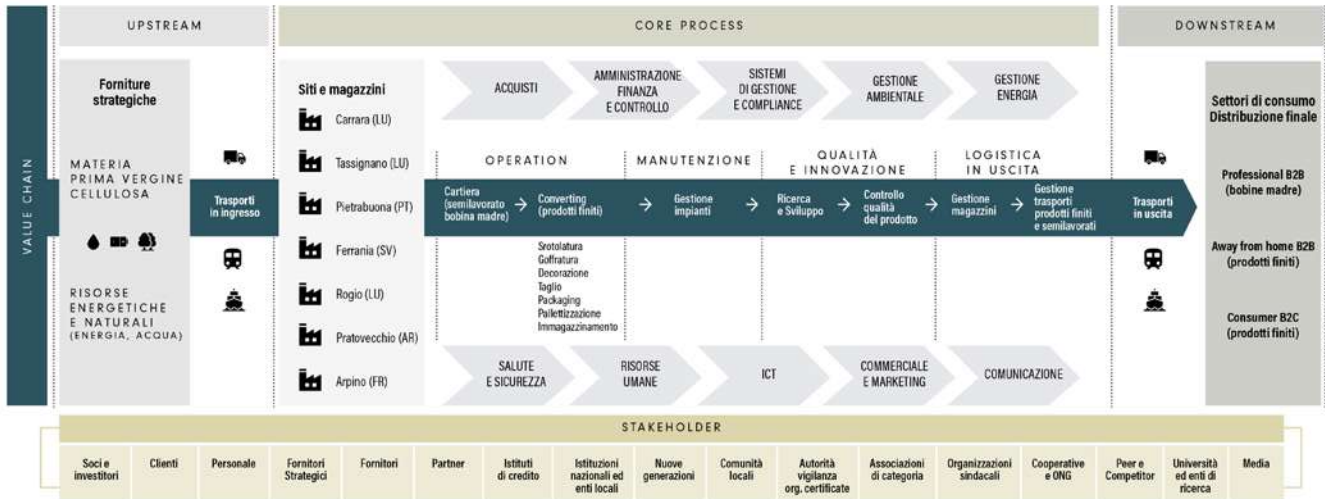 VALUE CHAIN
UPSTREAM
Forniture
strategiche
MATERIA
PRIMA VERGINE
CELLULOSA
RISORSE
ENERGETICHE
E NATURALI
(ENERGIA, ACQUA)
Trasporti
in ingresso
CORE PROCESS
Siti e magazzini
Carrara (LU)
Tassignano (LU)
Pietrabuona (PT)
Ferrania (SV)
Rogio (LU)
Pratovecchio (AR)
Arpino (FR)
ACQUISTI
AMMINISTRAZIONE
FINANZA
E CONTROLLO
SISTEMI
DI GESTIONE
E COMPLIANCE
GESTIONE
AMBIENTALE
GESTIONE
ENERGIA
OPERATION
MANUTENZIONE
QUALITÀ
E INNOVAZIONE
LOGISTICA
IN USCITA
Cartiera
(semilavorato
bobina madre)
Converting
(prodotti finiti)
Gestione
impianti
Ricerca
e Sviluppo
Controllo
qualità
del prodotto
Gestione
magazzini
Gestione
trasporti
prodotti finiti
e semilavorati
Srotolatura
Goffratura
Decorazione
Taglio
Packaging
Pallettizzazione
Immagazzinamento
SALUTE
E SICUREZZA
RISORSE
UMANE
ICT
COMMERCIALE
E MARKETING
COMUNICAZIONE
DOWNSTREAM
Trasporti
in uscita
Settori di consumo
Distribuzione finale
Professional B2B
(bobine madre)
Away from home B2B
(prodotti finiti)
Consumer B2C
(prodotti finiti)
STAKEHOLDER
Soci e
investitori
Clienti
Personale
Fornitori
Strategici
Fornitori
Partner
Istituti
di credito
Istituzioni
nazionali ed
enti locali
Nuove
generazioni
Comunità
locali
Autorità
vigilanza
org. certificate
Associazioni
di categoria
Organizzazioni
sindacali
Cooperative
e ONG
Peer e
Competitor
Università
ed enti di
ricerca
Media